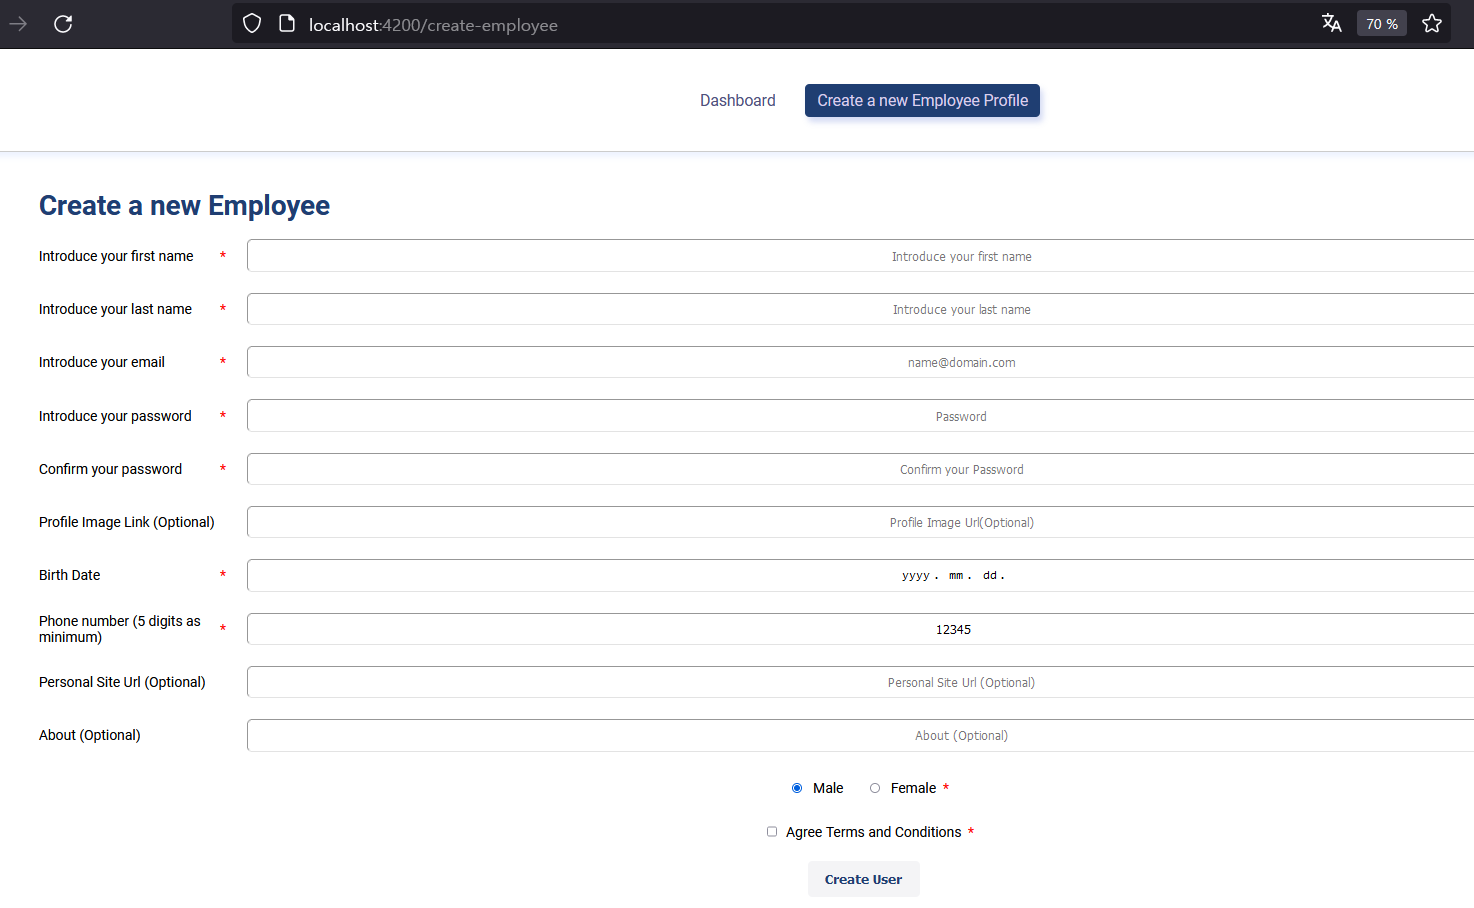 localhost:4200/create-employee
70 %
Dashboard
Create a new Employee Profile
Create a new Employee
Introduce your first name *
Introduce your first name
Introduce your last name *
Introduce your last name
Introduce your email *
name@domain.com
Introduce your password *
Password
Confirm your password *
Confirm your Password
Profile Image Link (Optional)
Profile Image Url(Optional)
Birth Date *
yyyy. mm. dd.
Phone number (5 digits as
minimum) *
12345
Personal Site Url (Optional)
Personal Site Url (Optional)
About (Optional)
About (Optional)
Male Female *
Agree Terms and Conditions *
Create User